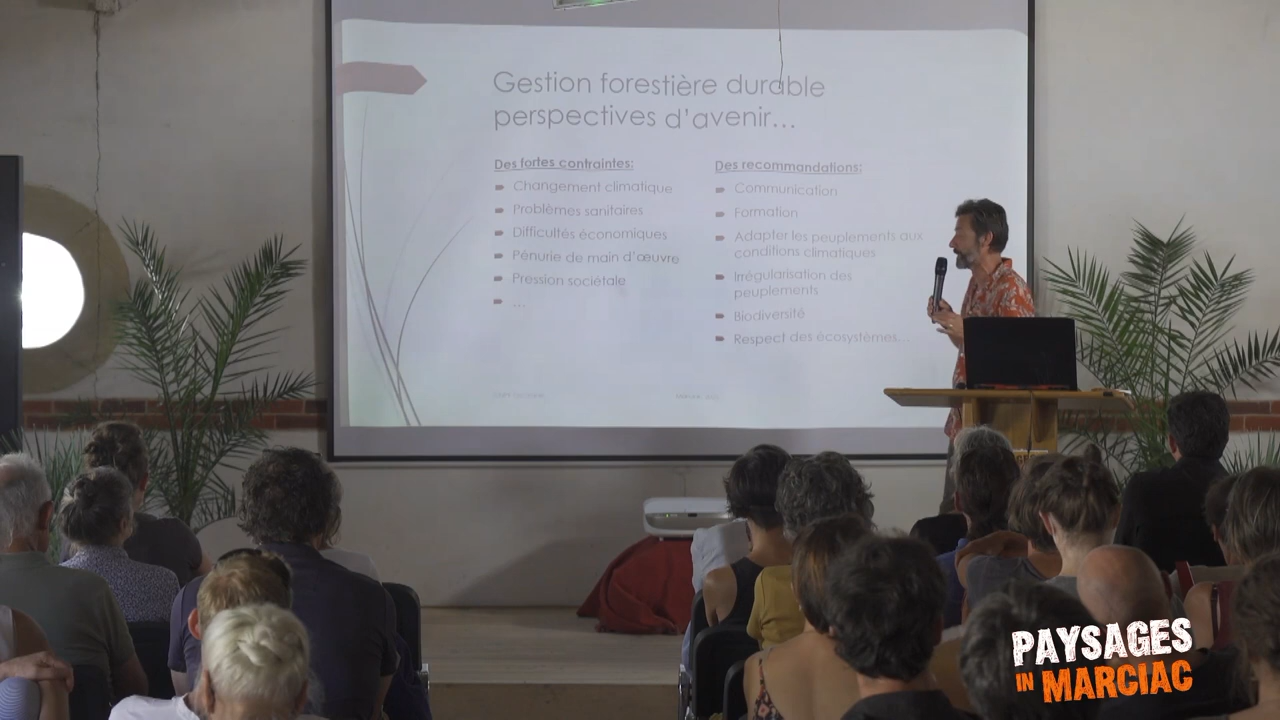 Gestion forestière durable
perspectives d'avenir...
Des fortes contraintes:
Changement climatique
Problèmes sanitaires
Difficultés économiques
Pénurie de main d'œuvre
Pression sociétale
...
Des recommandations:
Communication
Formation
Adapter les peuplements aux
conditions climatiques
Irrégularisation des
peuplements
Biodiversité
Respect des écosystèmes...
PAYSAGES
IN MARCIAC